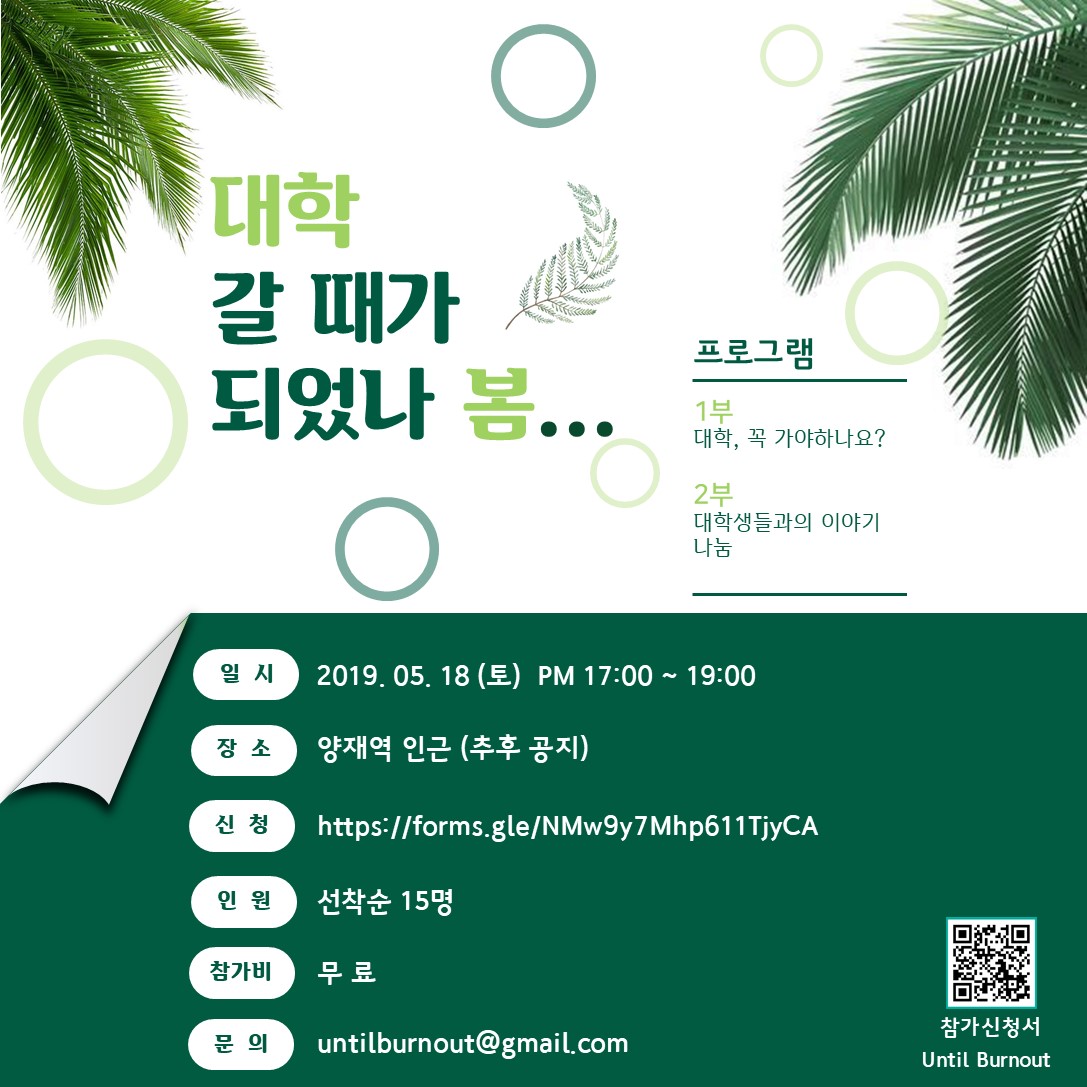 대학
갈 때가
되었나 봄...
프로그램
1부
대학, 꼭 가야하나요?
2부
대학생들과의 이야기
나눔
일 시 2019. 05. 18 (토) PM 17:00 ~ 19:00
장 소 양재역 인근 (추후 공지)
신 청 https://forms.gle/NMw9y7Mhp611TjyCA
인 원 선착순 15명
참가비 무 료
문 의 untilburnout@gmail.com
참가신청서
Until Burnout